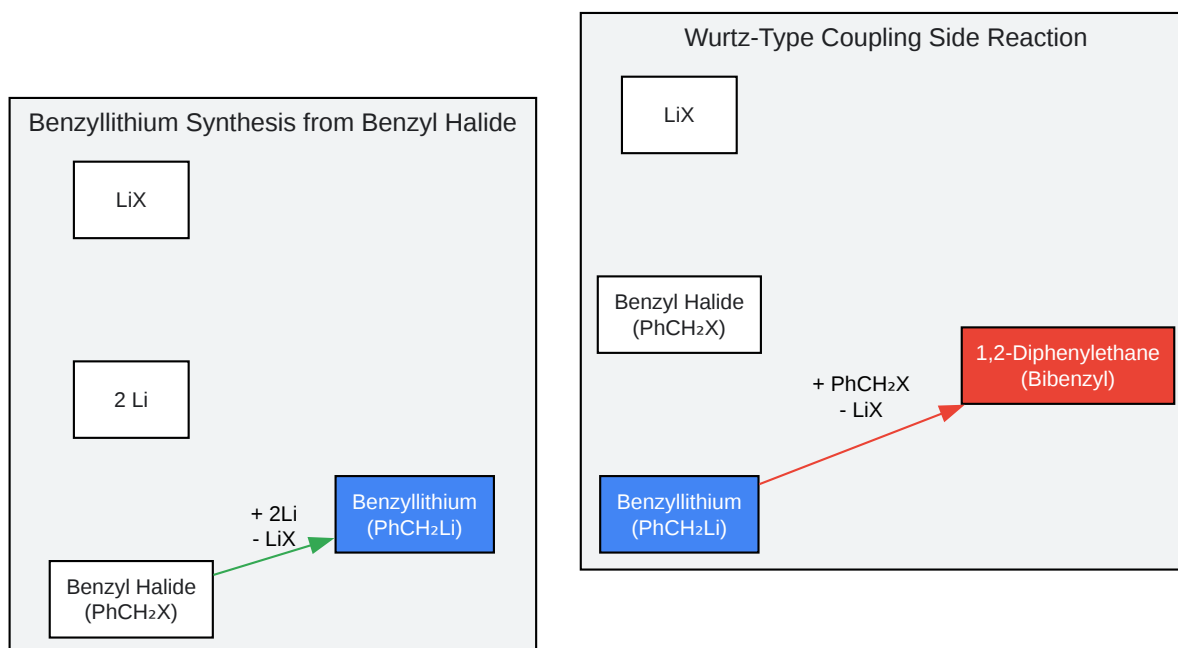 Benzyllithium Synthesis from Benzyl Halide
LiX
2 Li
+ 2Li
- LiX
Benzyllithium
(PhCH₂Li)
Benzyl Halide
(PhCH₂X)
Wurtz-Type Coupling Side Reaction
LiX
Benzyl Halide
(PhCH₂X)
1,2-Diphenylethane
(Bibenzyl)
+ PhCH₂X
- LiX
Benzyllithium
(PhCH₂Li)